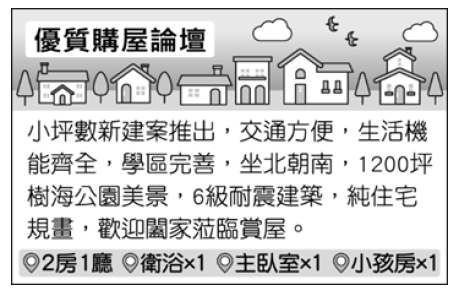 優質購屋論壇
小坪數新建案推出，交通方便，生活機
能齊全，學區完善，坐北朝南，1200坪
樹海公園美景，6級耐震建築，純住宅
規畫，歡迎闔家蒞臨賞屋。
2房1廳 衛浴×1 主臥室×1 小孩房×1